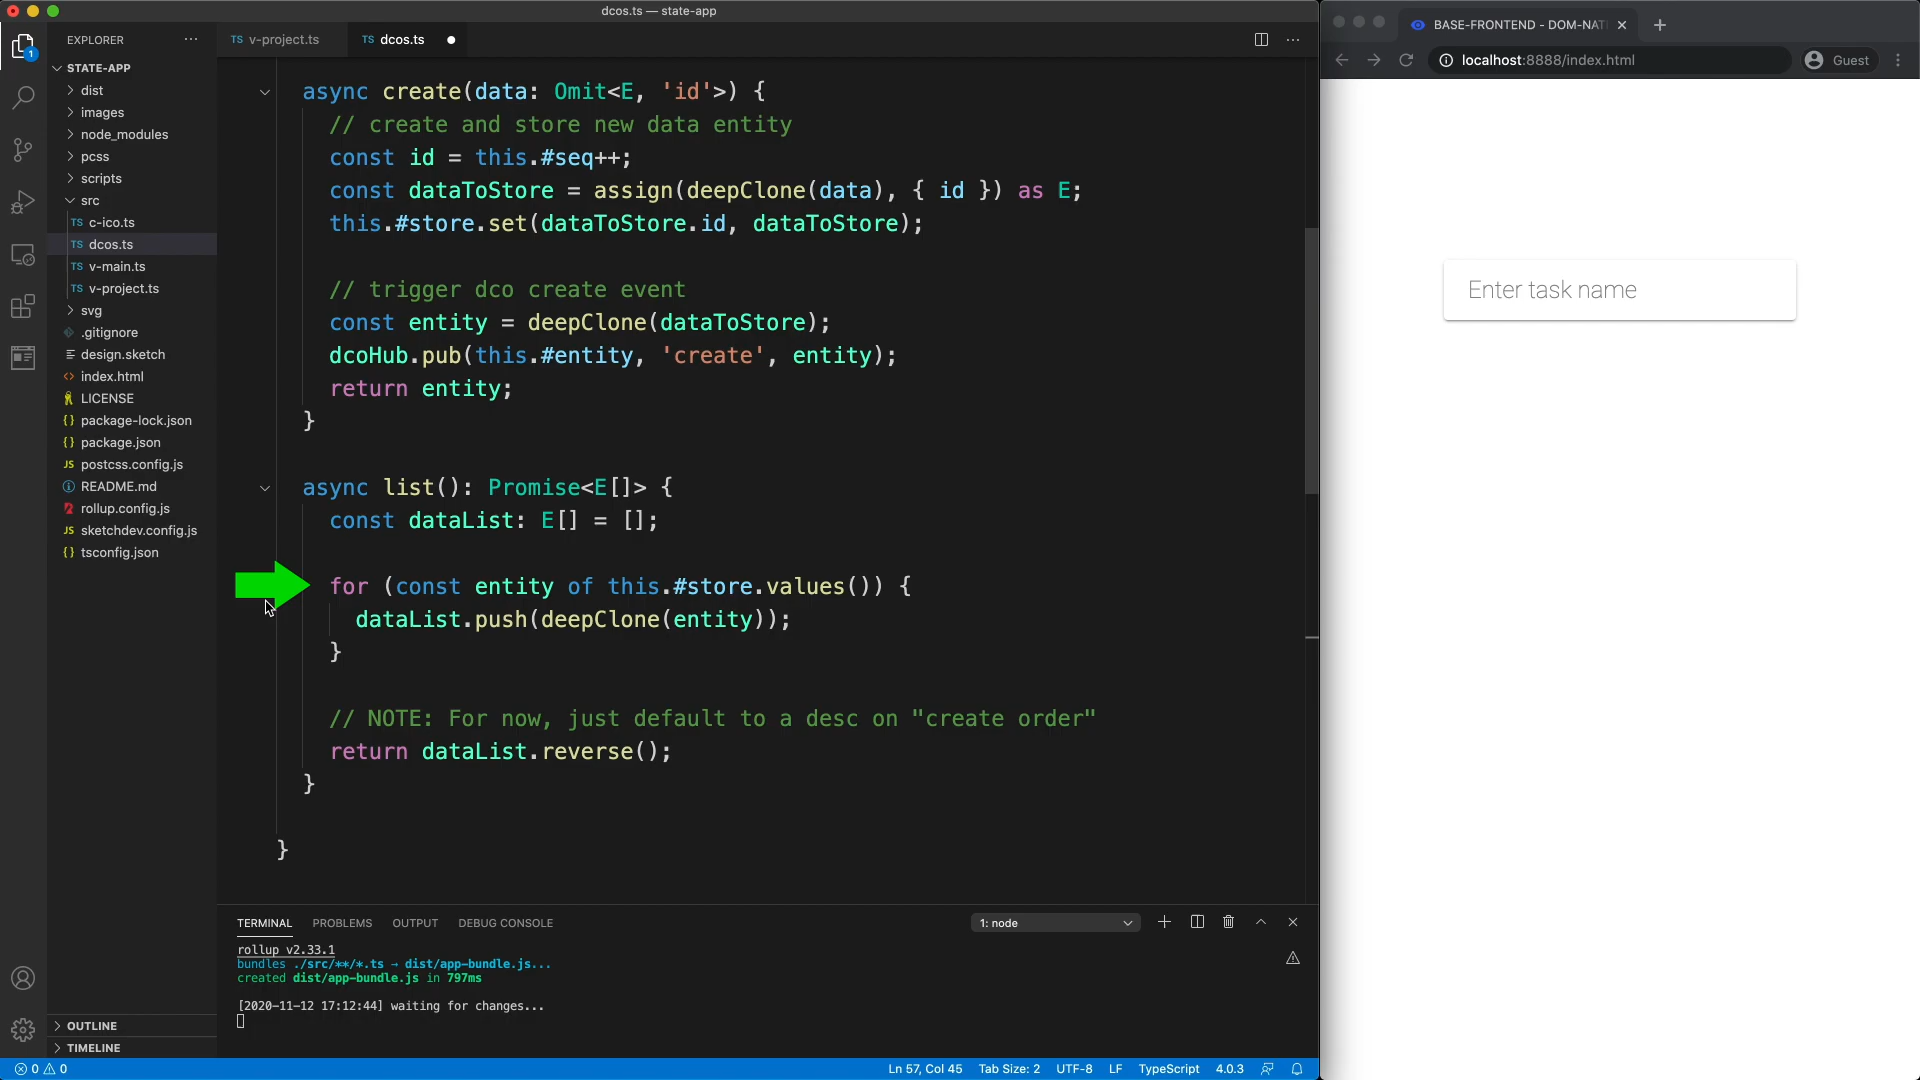 dcos.ts — state-app
EXPLORER
1
STATE-APP
dist
images
node_modules
pcss
scripts
src
TS c-ico.ts
TS dcos.ts
TS v-main.ts
TS v-project.ts
svg
.gitignore
design.sketch
index.html
LICENSE
{} package-lock.json
{} package.json
JS postcss.config.js
README.md
rollup.config.js
JS sketchdev.config.js
{} tsconfig.json
OUTLINE
TIMELINE
TS v-project.ts
TS dcos.ts
async create(data: Omit<E, 'id'>) {
// create and store new data entity
const id = this.#seq++;
const dataToStore = assign(deepClone(data), { id }) as E;
this.#store.set(dataToStore.id, dataToStore);
// trigger dco create event
const entity = deepClone(dataToStore);
dcoHub.pub(this.#entity, 'create', entity);
return entity;
}
async list(): Promise<E[]> {
const dataList: E[] = [];
for (const entity of this.#store.values()) {
dataList.push(deepClone(entity));
}
// NOTE: For now, just default to a desc on "create order"
return dataList.reverse();
}
}
TERMINAL PROBLEMS OUTPUT DEBUG CONSOLE
1: node
rollup v2.33.1
bundles ./src/**/*.ts → dist/app-bundle.js...
created dist/app-bundle.js in 797ms
[2020-11-12 17:12:44] waiting for changes...
0 0
Ln 57, Col 45 Tab Size: 2 UTF-8 LF TypeScript 4.0.3
BASE-FRONTEND - DOM-NAT
localhost:8888/index.html
Guest
Enter task name